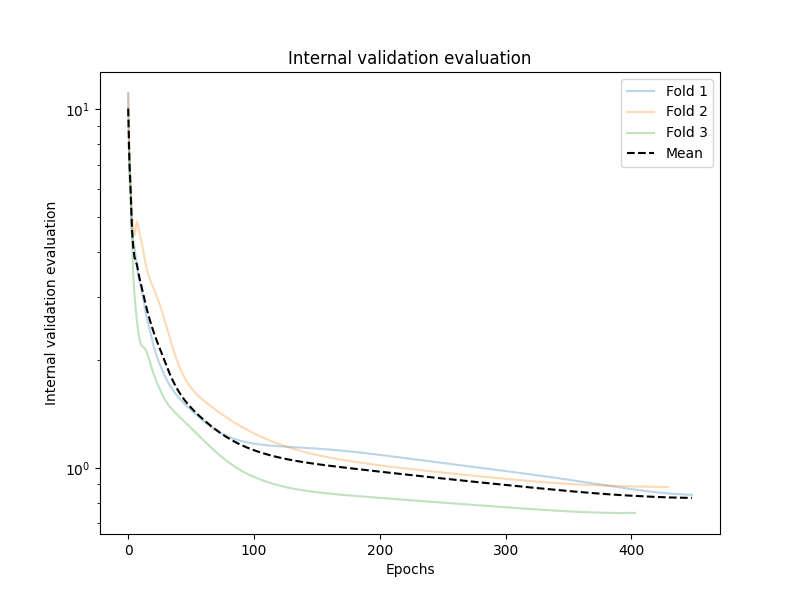 Internal validation evaluation
Internal validation evaluation
10¹
10⁰
Fold 1
Fold 2
Fold 3
Mean
0
100
200
300
400
Epochs